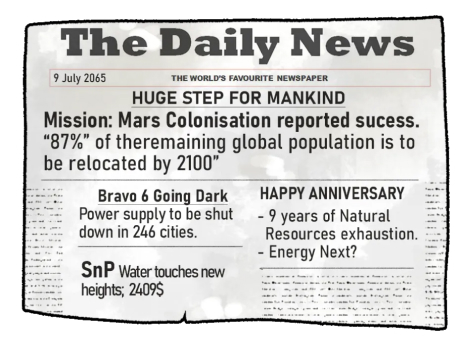 The Daily News
9 July 2065
THE WORLD'S FAVOURITE NEWSPAPER
HUGE STEP FOR MANKIND
Mission: Mars Colonisation reported sucess.
“87%” of theremaining global population is to
be relocated by 2100”
Bravo 6 Going Dark
Power supply to be shut
down in 246 cities.
SnP Water touches new
heights; 2409$
HAPPY ANNIVERSARY
- 9 years of Natural
Resources exhaustion.
- Energy Next?